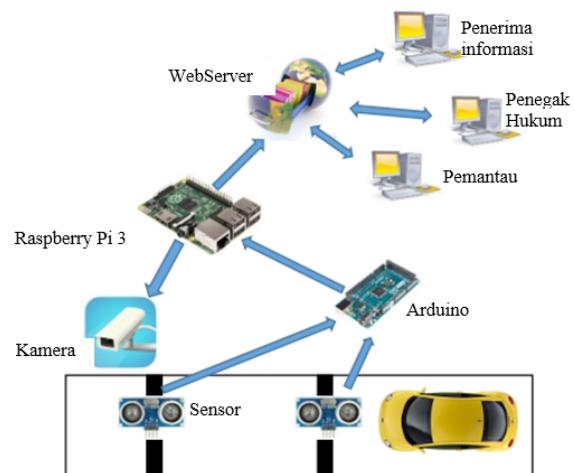 Penerima
informasi
WebServer
Penegak
Hukum
Pemantau
Raspberry Pi 3
Arduino
Kamera
Sensor